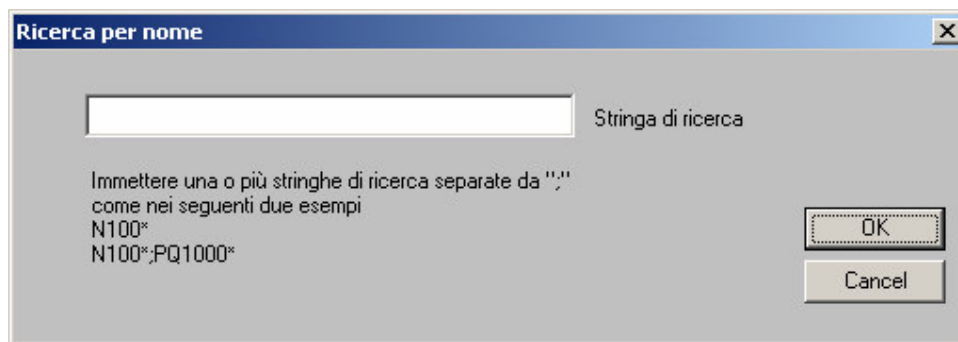 Ricerca per nome
Stringa di ricerca
Immettere una o più stringhe di ricerca separate da ";"
come nei seguenti due esempi
N100*
N100*;PQ1000*
OK
Cancel